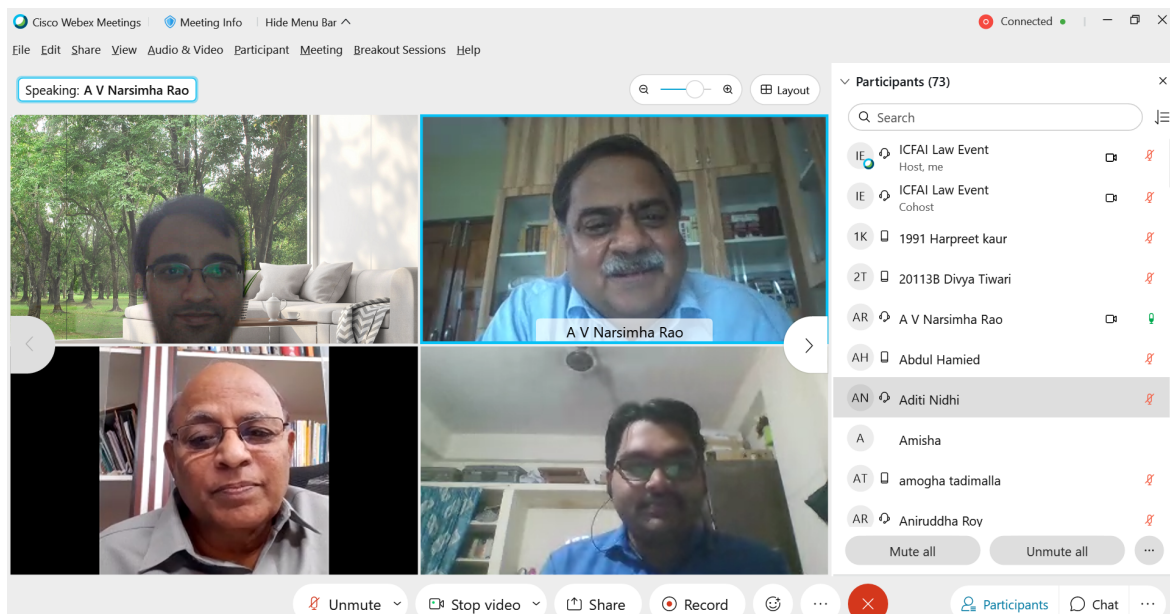 Cisco Webex Meetings
Meeting Info
Hide Menu Bar
Connected
File Edit Share View Audio & Video Participant Meeting Breakout Sessions Help
Speaking: A V Narsimha Rao
Layout
A V Narsimha Rao
Participants (73)
Search
IE
ICFAI Law Event
Host, me
IE
ICFAI Law Event
Cohost
1K
1991 Harpreet kaur
2T
20113B Divya Tiwari
AR
A V Narsimha Rao
AH
Abdul Hamied
AN
Aditi Nidhi
A
Amisha
AT
amogha tadimalla
AR
Aniruddha Roy
Mute all
Unmute all
Unmute
Stop video
Share
Record
Participants
Chat